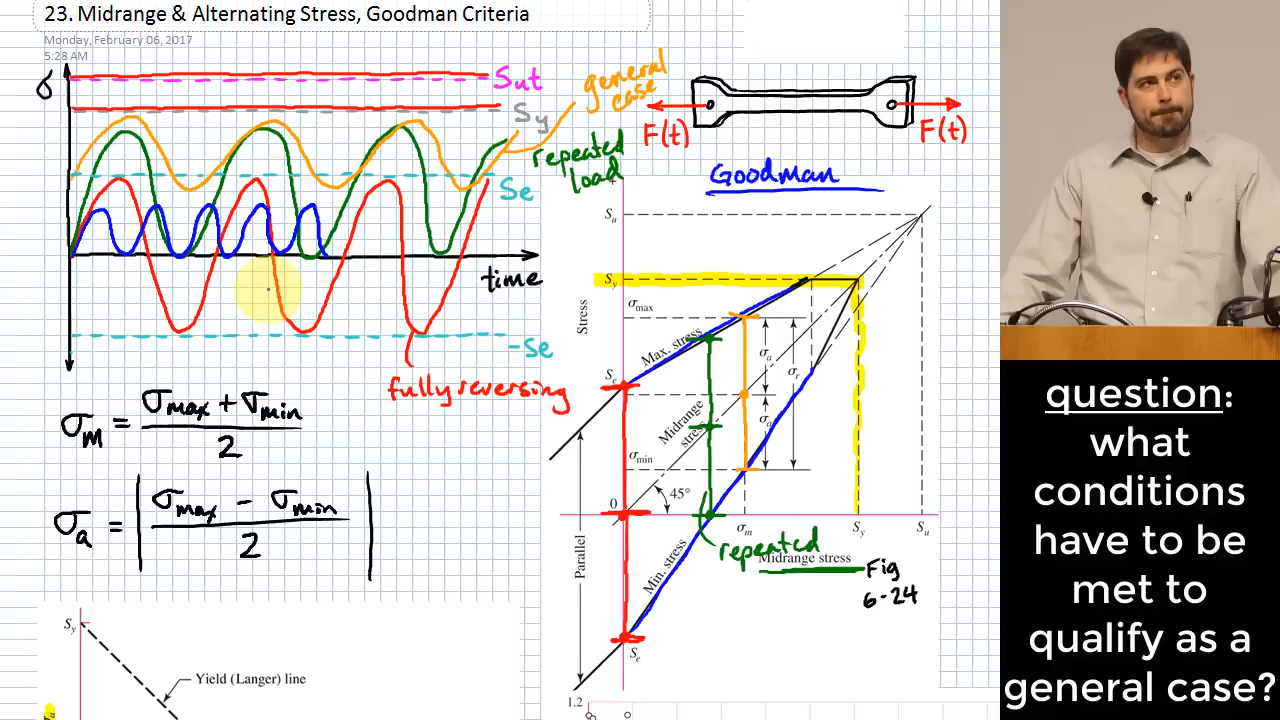 23. Midrange & Alternating Stress, Goodman Criteria
Monday, February 06, 2017
5:28 AM
σ
Sut
Sy
general
case
repeated
load
Se
time
-Se
fully reversing
F(t)
F(t)
Goodman
σm = σmax + σmin
2
σa = | σmax - σmin
2 |
Su
Sy
σmax
Max. stress
σa
σr
Se
Stress
Midrange
stress
σa
σmin
45°
0
σm
Sy
Su
repeated
Midrange stress
Parallel
Min. stress
Fig
6-24
Se
Sy
Yield (Langer) line
1.2
question:
what
conditions
have to be
met to
qualify as a
general case?